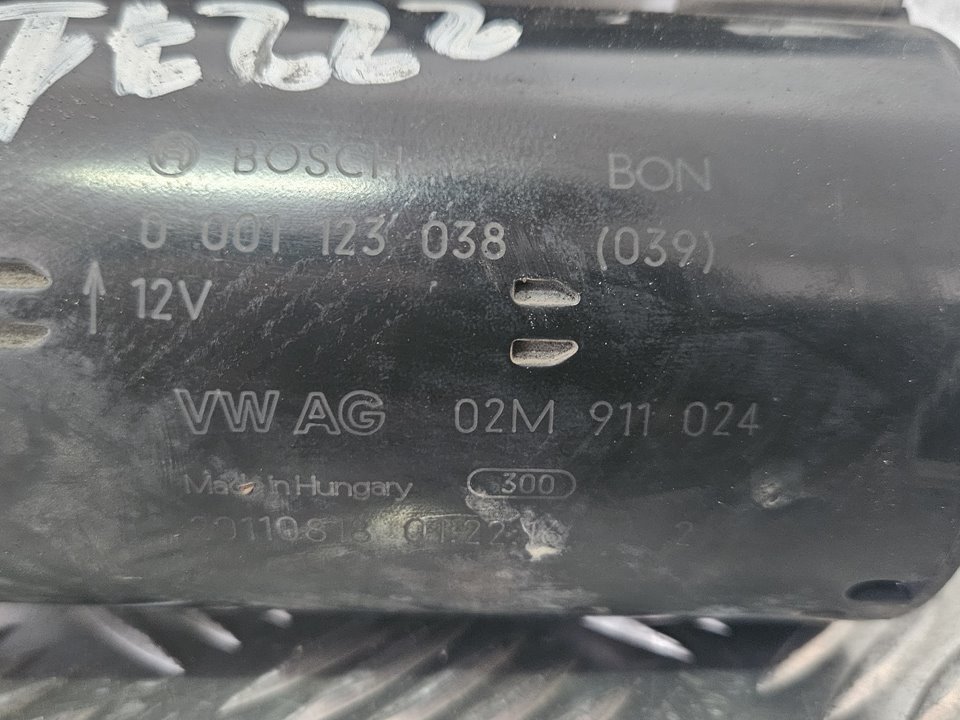 BOSCH BON
0 001 123 038 (039)
12V
VW AG 02M 911 024
Made in Hungary 300